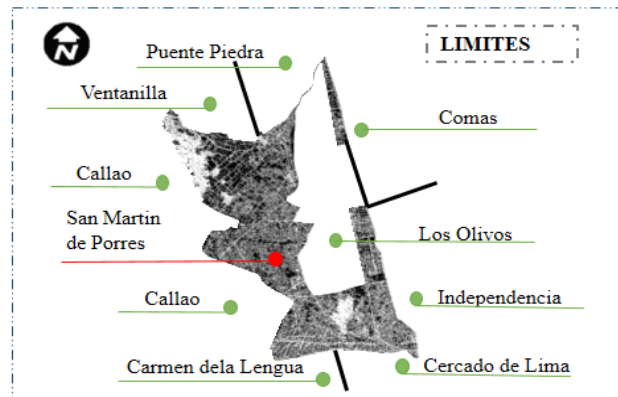 N
LIMITES
Puente Piedra
Ventanilla
Comas
Callao
San Martin
de Porres
Los Olivos
Callao
Independencia
Carmen dela Lengua
Cercado de Lima